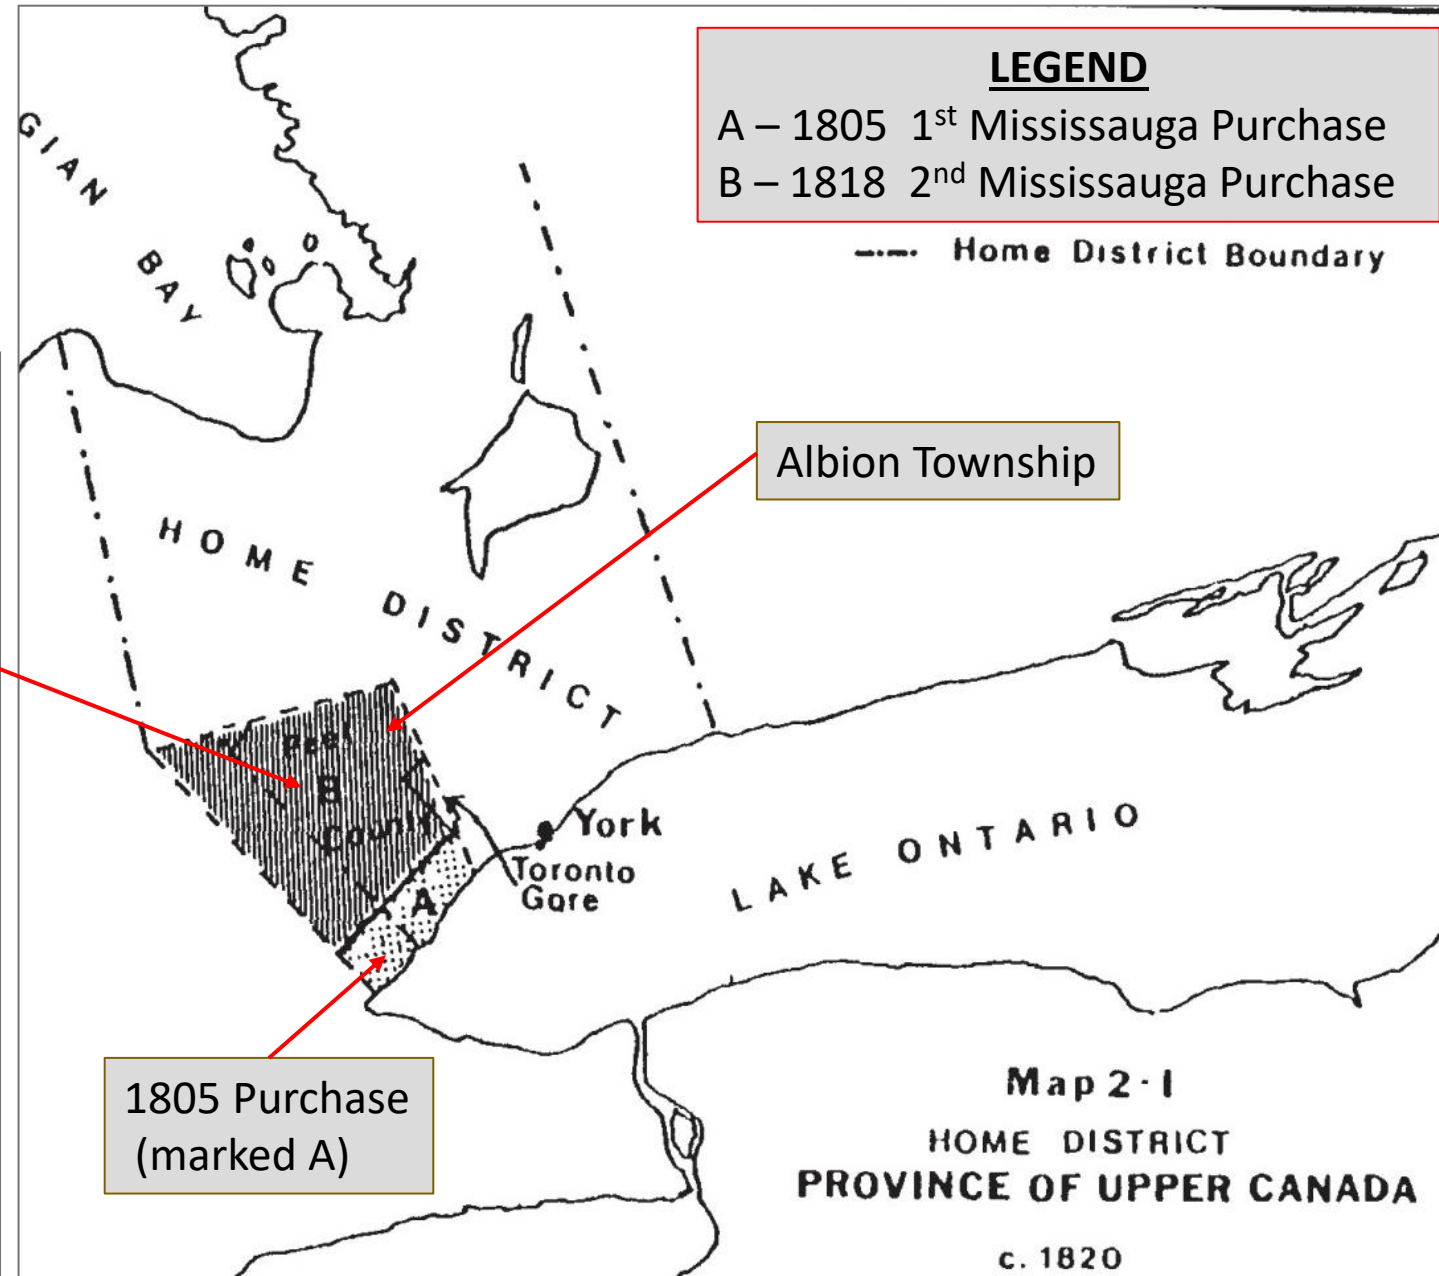 LEGEND
A – 1805 1st Mississauga Purchase
B – 1818 2nd Mississauga Purchase
Home District Boundary
GIAN
BAY
Albion Township
HOME DISTRICT
Peel
B
County
York
Toronto
Gore
A
LAKE ONTARIO
1805 Purchase
(marked A)
Map 2-1
HOME DISTRICT
PROVINCE OF UPPER CANADA
c. 1820